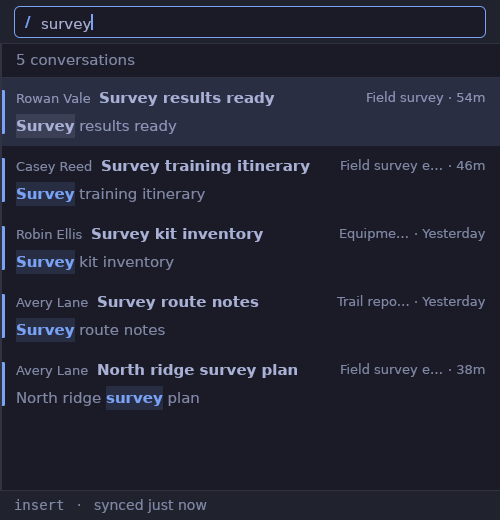 / survey
5 conversations
Rowan Vale Survey results ready Field survey · 54m
Survey results ready
Casey Reed Survey training itinerary Field survey e… · 46m
Survey training itinerary
Robin Ellis Survey kit inventory Equipme… · Yesterday
Survey kit inventory
Avery Lane Survey route notes Trail repo… · Yesterday
Survey route notes
Avery Lane North ridge survey plan Field survey e… · 38m
North ridge survey plan
insert · synced just now